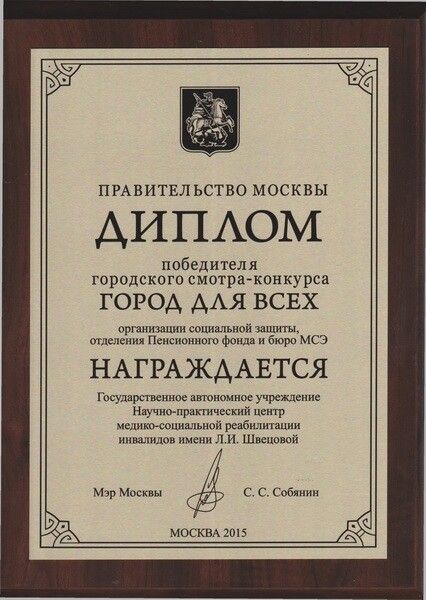 ПРАВИТЕЛЬСТВО МОСКВЫ
ДИПЛОМ
победителя
городского смотра-конкурса
ГОРОД ДЛЯ ВСЕХ
организации социальной защиты,
отделения Пенсионного фонда и бюро МСЭ
НАГРАЖДАЕТСЯ
Государственное автономное учреждение
Научно-практический центр
медико-социальной реабилитации
инвалидов имени Л.И. Швецовой
Мэр Москвы С. С. Собянин
МОСКВА 2015